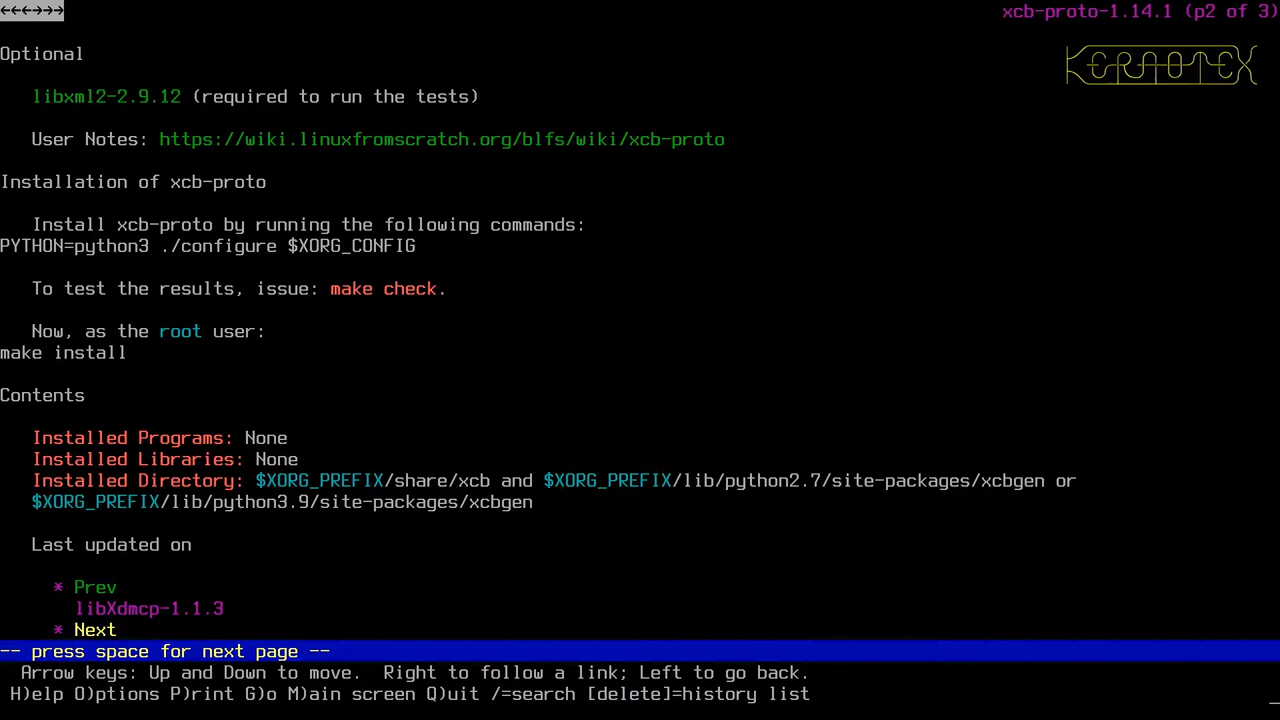 ←←←→→→ xcb-proto-1.14.1 (p2 of 3)
KERNOTEX
Optional
libxml2-2.9.12 (required to run the tests)
User Notes: https://wiki.linuxfromscratch.org/blfs/wiki/xcb-proto
Installation of xcb-proto
Install xcb-proto by running the following commands:
PYTHON=python3 ./configure $XORG_CONFIG
To test the results, issue: make check.
Now, as the root user:
make install
Contents
Installed Programs: None
Installed Libraries: None
Installed Directory: $XORG_PREFIX/share/xcb and $XORG_PREFIX/lib/python2.7/site-packages/xcbgen or
$XORG_PREFIX/lib/python3.9/site-packages/xcbgen
Last updated on
* Prev
libXdmcp-1.1.3
* Next
-- press space for next page --
Arrow keys: Up and Down to move. Right to follow a link; Left to go back.
H)elp O)ptions P)rint G)o M)ain screen Q)uit /=search [delete]=history list